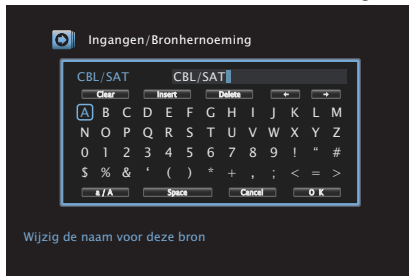 Ingangen/Bronhernoeming
CBL/SAT CBL/SAT
Clear Insert Delete ← →
A B C D E F G H I J K L M
N O P Q R S T U V W X Y Z
0 1 2 3 4 5 6 7 8 9 ! “ #
$ % & ‘ ( ) * + , ; < = >
a / A Space Cancel O K
Wijzig de naam voor deze bron